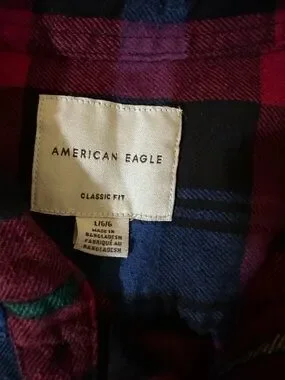 AMERICAN EAGLE
CLASSIC FIT
L/G/G
MADE IN
BANGLADESH
FABRIQUÉ AU
BANGLADESH